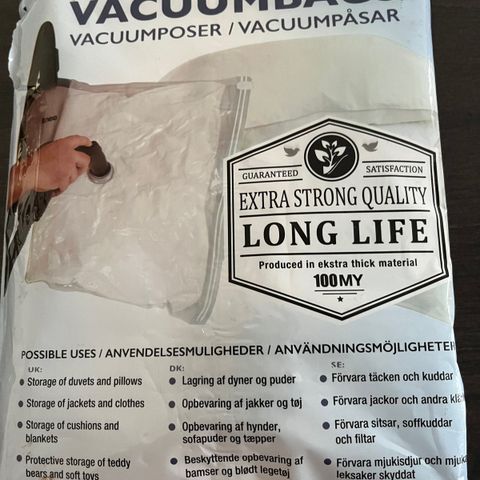 VACUUMBAGS
VACUUMPOSER / VACUUMPÅSAR
GUARANTEED SATISFACTION
EXTRA STRONG QUALITY
LONG LIFE
Produced in ekstra thick material
100MY
POSSIBLE USES / ANVENDELSESMULIGHEDER / ANVÄNDNINGSMÖJLIGHETER
UK:
• Storage of duvets and pillows
• Storage of jackets and clothes
• Storage of cushions and
blankets
• Protective storage of teddy
bears and soft toys
DK:
• Lagring af dyner og puder
• Opbevaring af jakker og tøj
• Opbevaring af hynder,
sofapuder og tæpper
• Beskyttende opbevaring af
bamser og blødt legetøj
SE:
• Förvara täcken och kuddar
• Förvara jackor och andra
• Förvara sitsar, soffkuddar
och filtar
• Förvara mjukisdjur och
leksaker skyddat